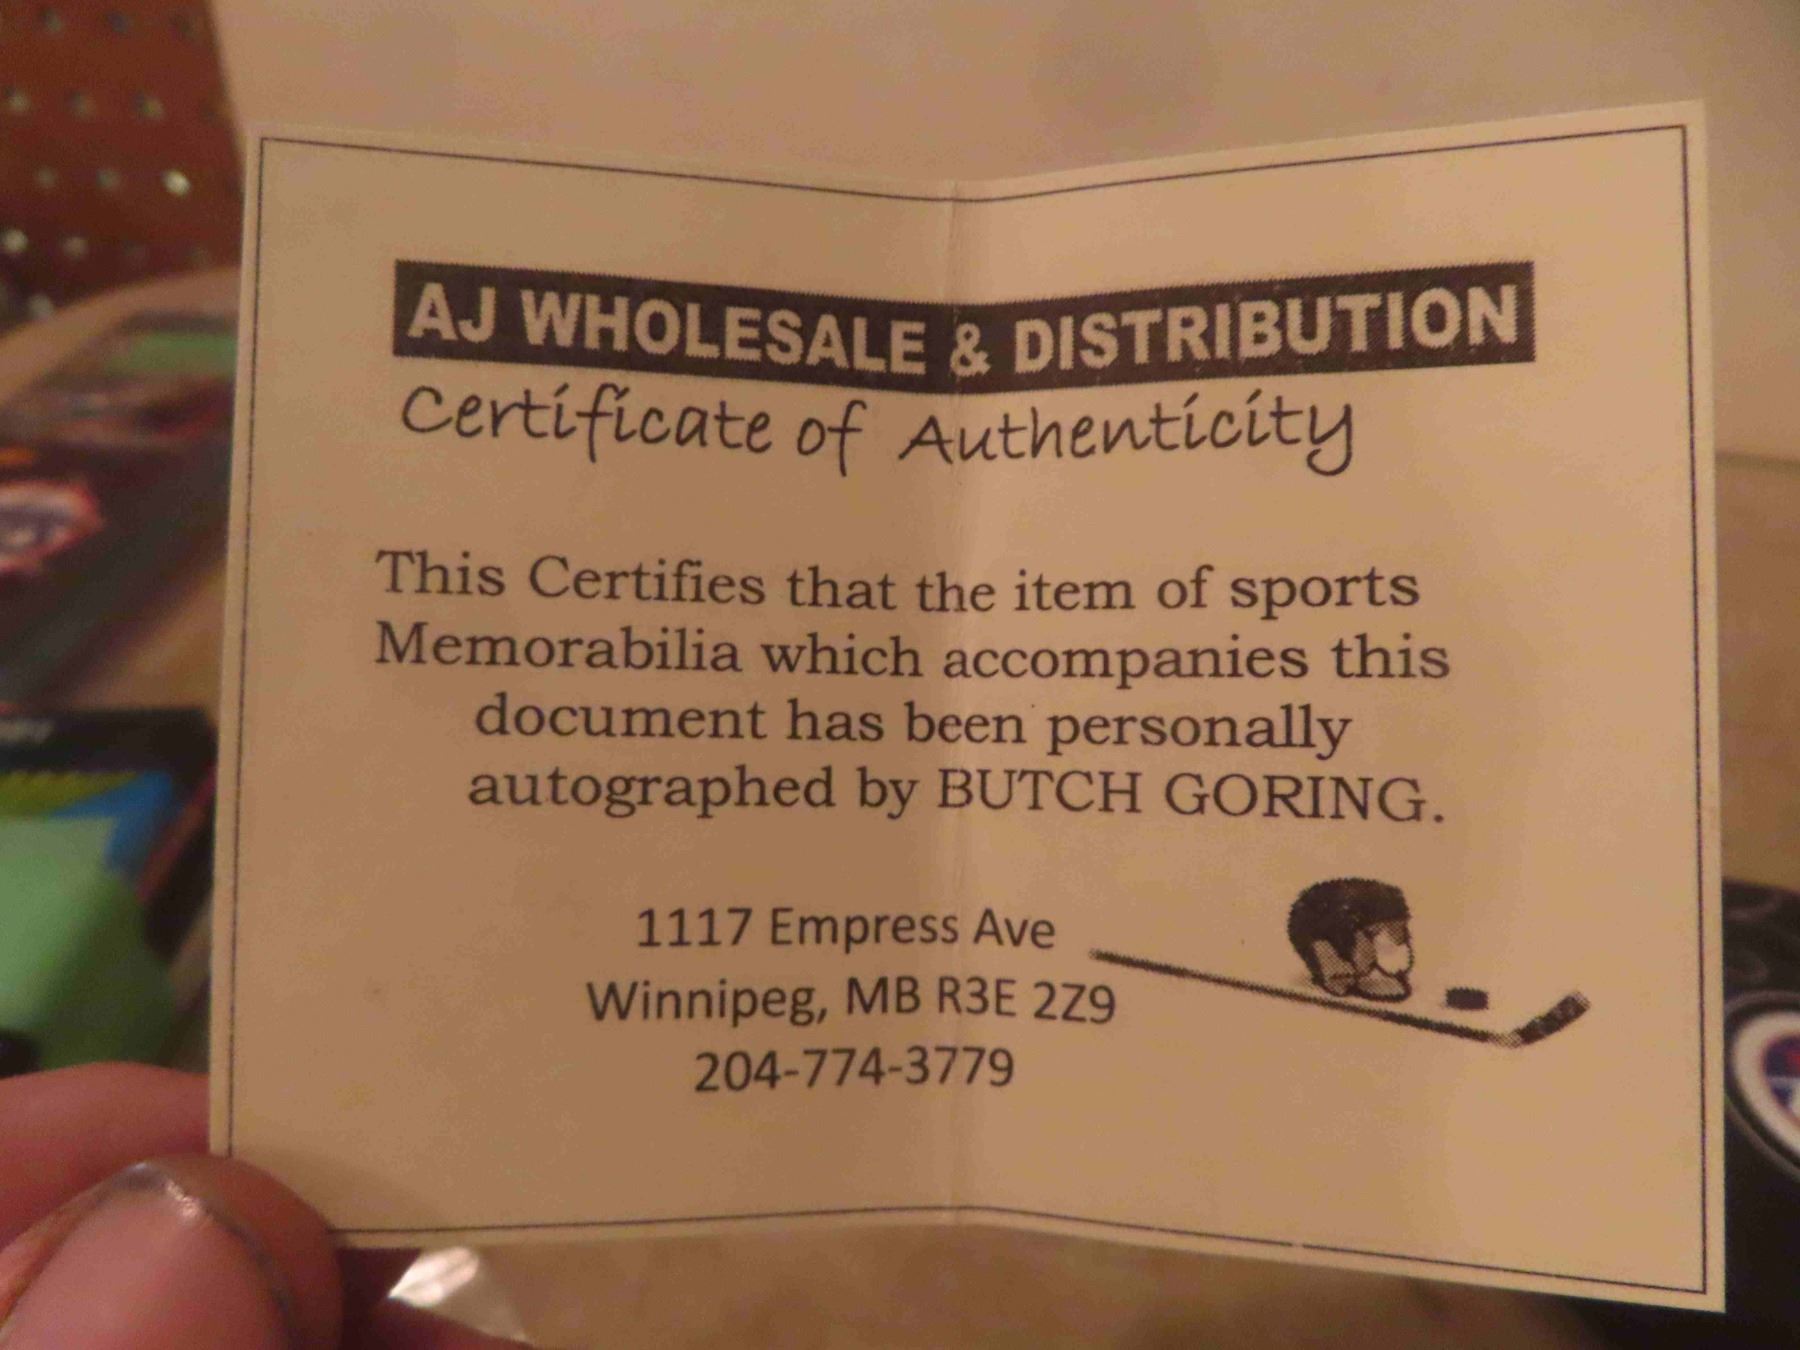 AJ WHOLESALE & DISTRIBUTION
Certificate of Authenticity
This Certifies that the item of sports
Memorabilia which accompanies this
document has been personally
autographed by BUTCH GORING.
1117 Empress Ave
Winnipeg, MB R3E 2Z9
204-774-3779